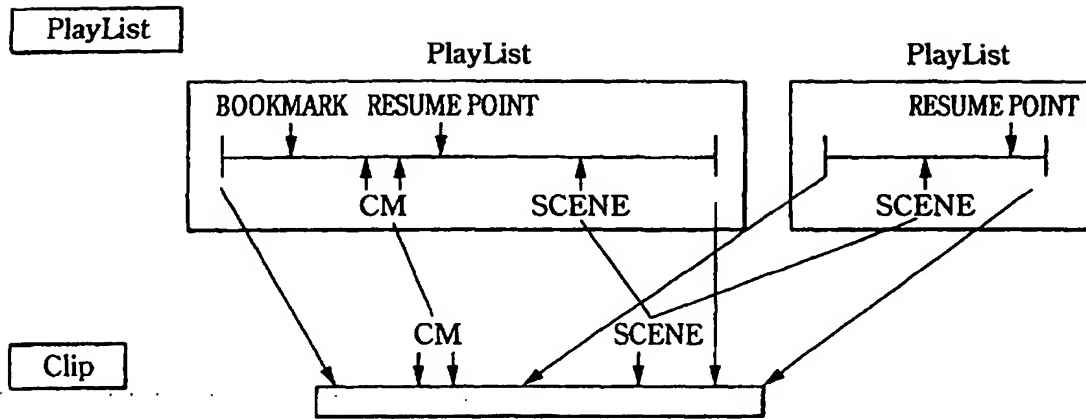 PlayList
PlayList
PlayList
BOOKMARK RESUME POINT
RESUME POINT
CM
SCENE
SCENE
CM
SCENE
Clip